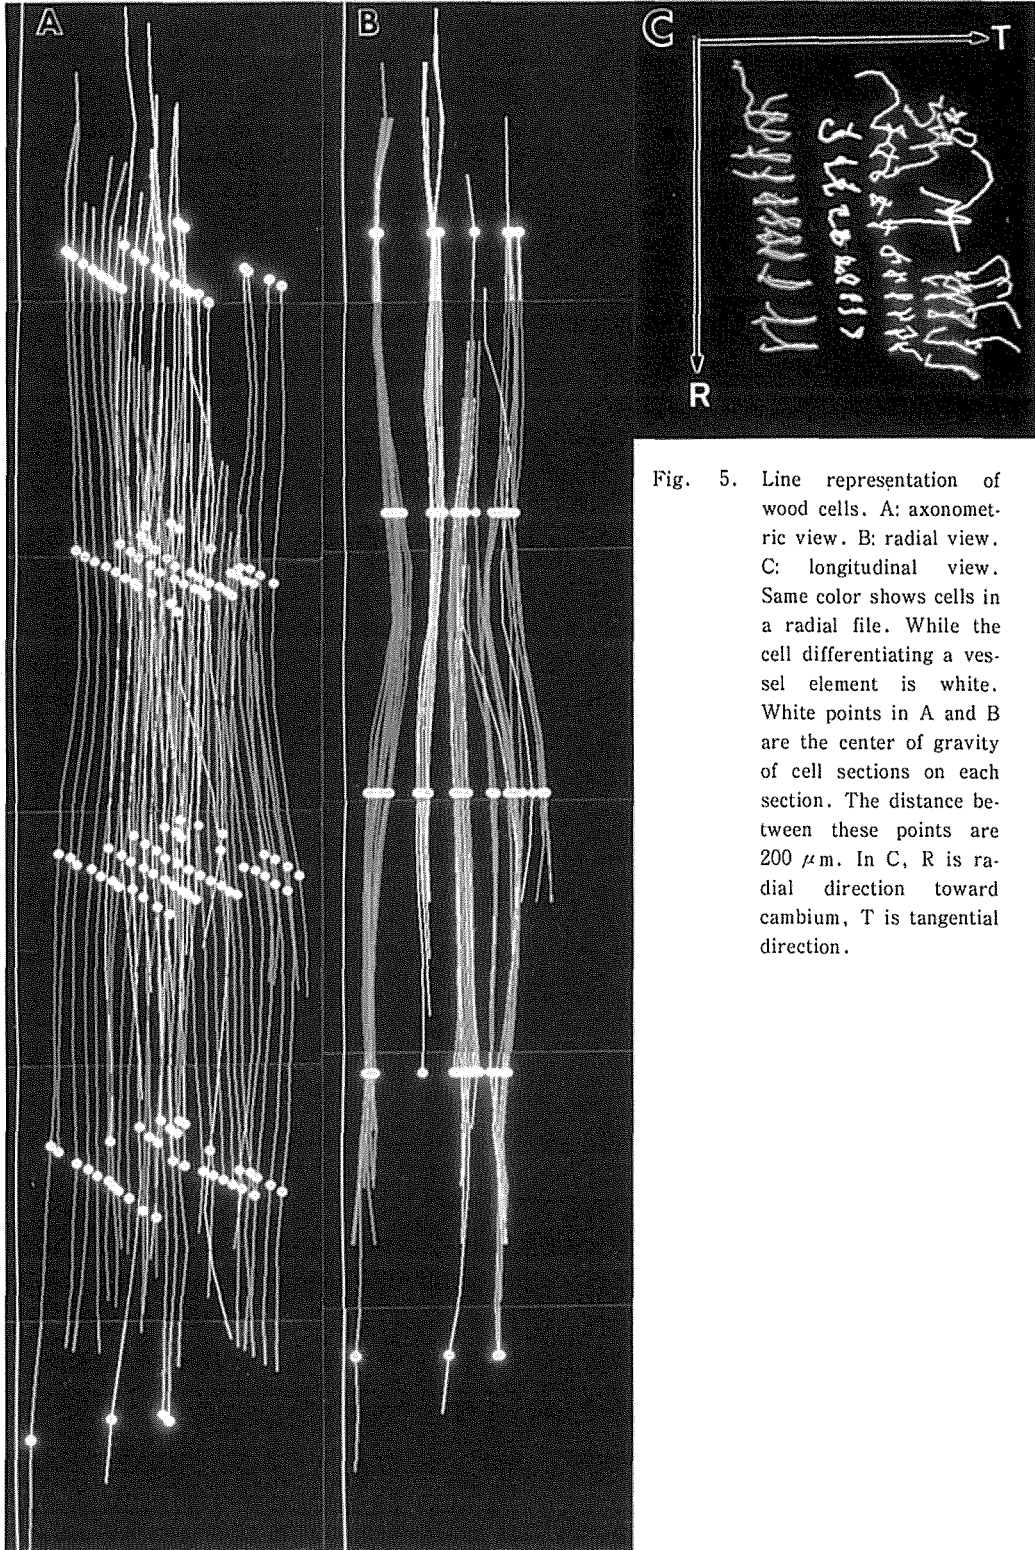 A
B
C
T
R
Fig. 5. Line representation of
wood cells. A: axonomet-
ric view. B: radial view.
C: longitudinal view.
Same color shows cells in
a radial file. While the
cell differentiating a ves-
sel element is white.
White points in A and B
are the center of gravity
of cell sections on each
section. The distance be-
tween these points are
200 μm. In C, R is ra-
dial direction toward
cambium, T is tangential
direction.